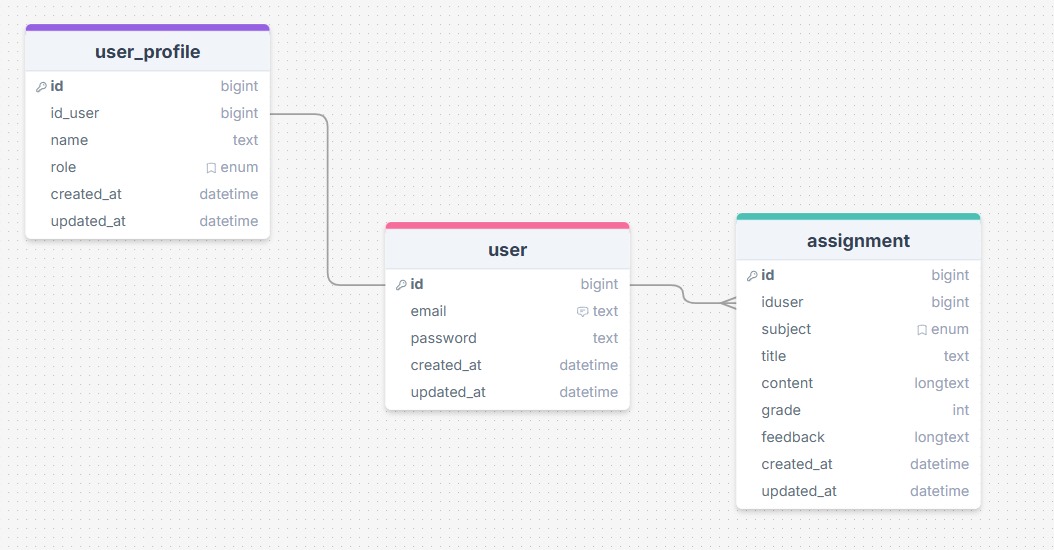 user_profile
id bigint
id_user bigint
name text
role enum
created_at datetime
updated_at datetime
user
id bigint
email text
password text
created_at datetime
updated_at datetime
assignment
id bigint
iduser bigint
subject enum
title text
content longtext
grade int
feedback longtext
created_at datetime
updated_at datetime